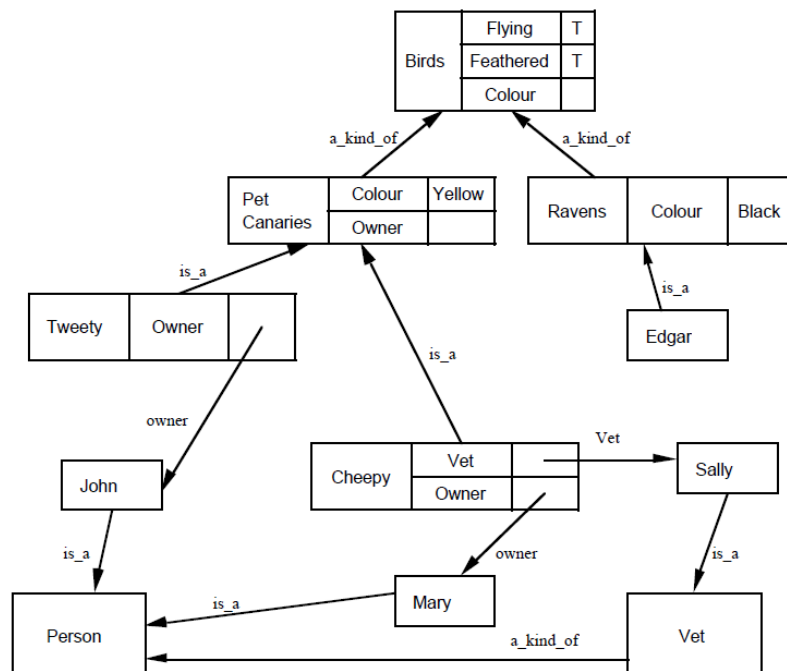 Flying T
Birds Feathered T
Colour
a_kind_of a_kind_of
Pet Canaries Colour Yellow
Owner
Ravens Colour Black
is_a
is_a
Tweety Owner
Edgar
is_a
owner
Vet
Cheepy Vet
Owner
Sally
John
owner
is_a
is_a
is_a
Mary
Person
a_kind_of
Vet